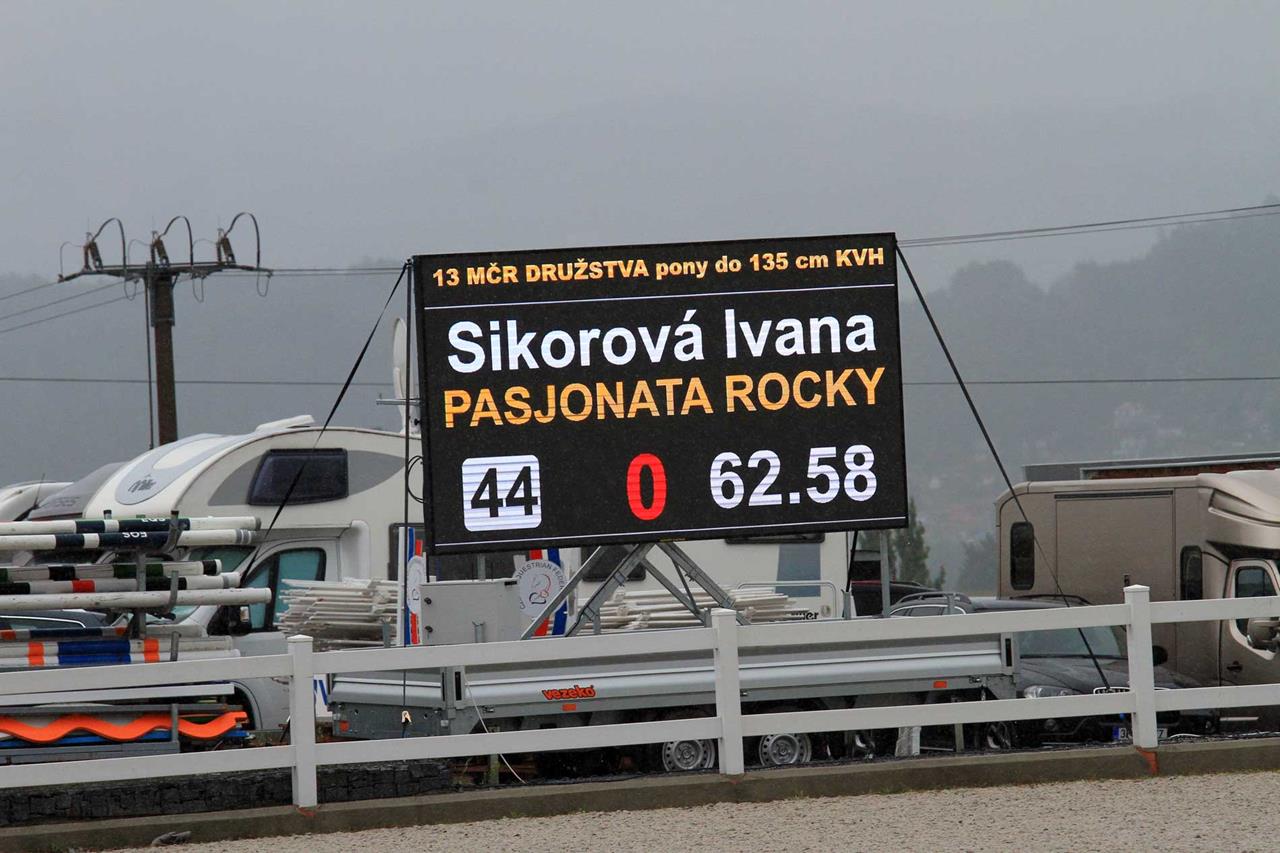 13 MČR DRUŽSTVA pony do 135 cm KVH
Sikorová Ivana
PASJONATA ROCKY
44 0 62.58
vezeko